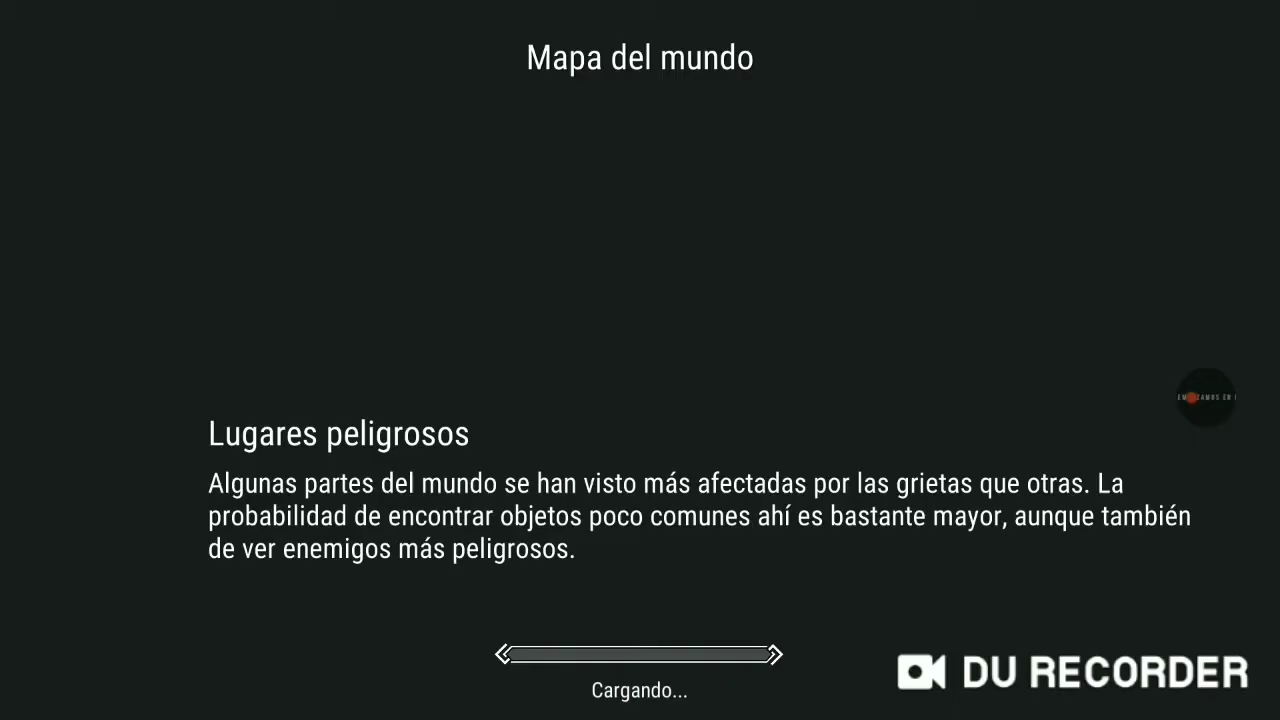 Mapa del mundo
Lugares peligrosos
Algunas partes del mundo se han visto más afectadas por las grietas que otras. La
probabilidad de encontrar objetos poco comunes ahí es bastante mayor, aunque también
de ver enemigos más peligrosos.
Cargando...
DU RECORDER